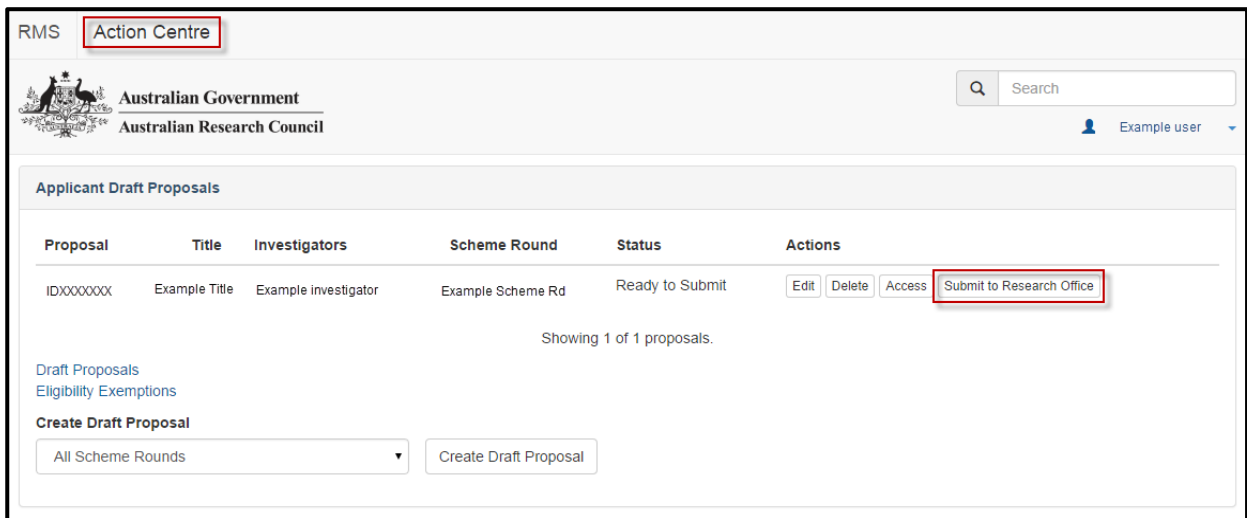 RMS Action Centre
Australian Government
Australian Research Council
Search
Example user
Applicant Draft Proposals
Proposal Title Investigators Scheme Round Status Actions
IDXXXXXXX Example Title Example investigator Example Scheme Rd Ready to Submit Edit Delete Access Submit to Research Office
Showing 1 of 1 proposals.
Draft Proposals
Eligibility Exemptions
Create Draft Proposal
All Scheme Rounds Create Draft Proposal